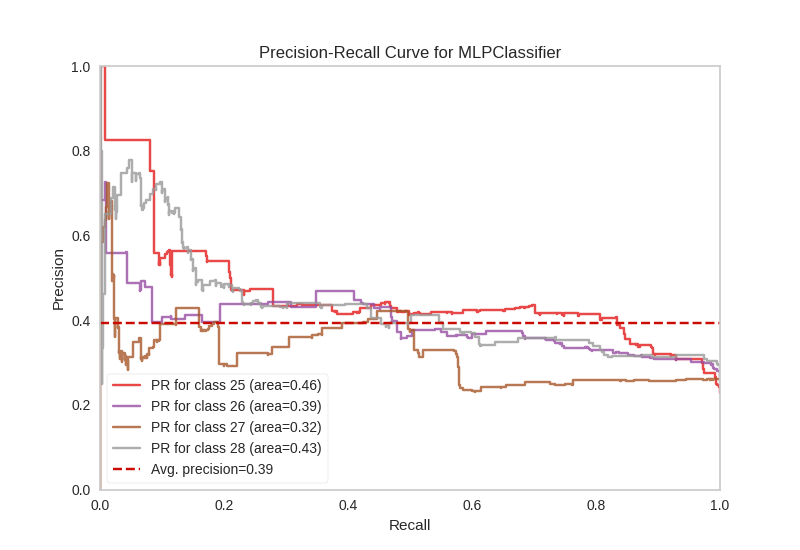 Precision-Recall Curve for MLPClassifier
1.0
0.8
0.6
0.4
0.2
0.0
Precision
PR for class 25 (area=0.46)
PR for class 26 (area=0.39)
PR for class 27 (area=0.32)
PR for class 28 (area=0.43)
Avg. precision=0.39
0.0 0.2 0.4 0.6 0.8 1.0
Recall